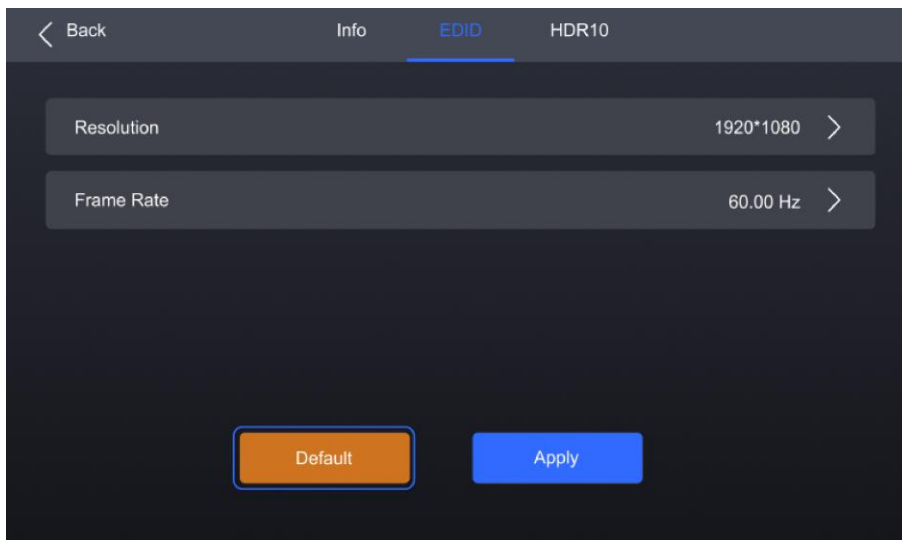 Back Info EDID HDR10
Resolution 1920*1080
Frame Rate 60.00 Hz
Default Apply